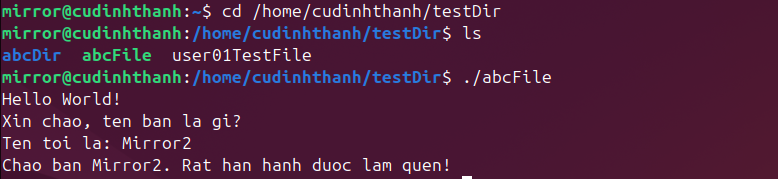 mirror@cudinhthanh:~$ cd /home/cudinhthanh/testDir
mirror@cudinhthanh:/home/cudinhthanh/testDir$ ls
abcDir abcFile user01TestFile
mirror@cudinhthanh:/home/cudinhthanh/testDir$ ./abcFile
Hello World!
Xin chao, ten ban la gi?
Ten toi la: Mirror2
Chao ban Mirror2. Rat han hanh duoc lam quen!